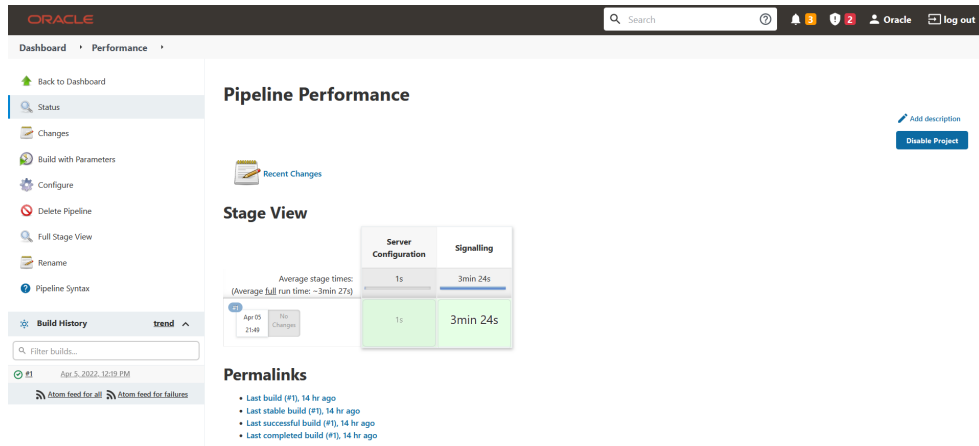 ORACLE
Search
3
2
Oracle
log out
Dashboard
Performance
Back to Dashboard
Status
Changes
Build with Parameters
Configure
Delete Pipeline
Full Stage View
Rename
Pipeline Syntax
Build History
trend
Filter builds...
#1 Apr 5, 2022, 12:19 PM
Atom feed for all Atom feed for failures
Pipeline Performance
Add description
Disable Project
Recent Changes
Stage View
Server
Configuration
Signalling
Average stage times:
(Average full run time: ~3min 27s)
1s
3min 24s
#1
Apr 05
21:49
No
Changes
1s
3min 24s
Permalinks
• Last build (#1), 14 hr ago
• Last stable build (#1), 14 hr ago
• Last successful build (#1), 14 hr ago
• Last completed build (#1), 14 hr ago